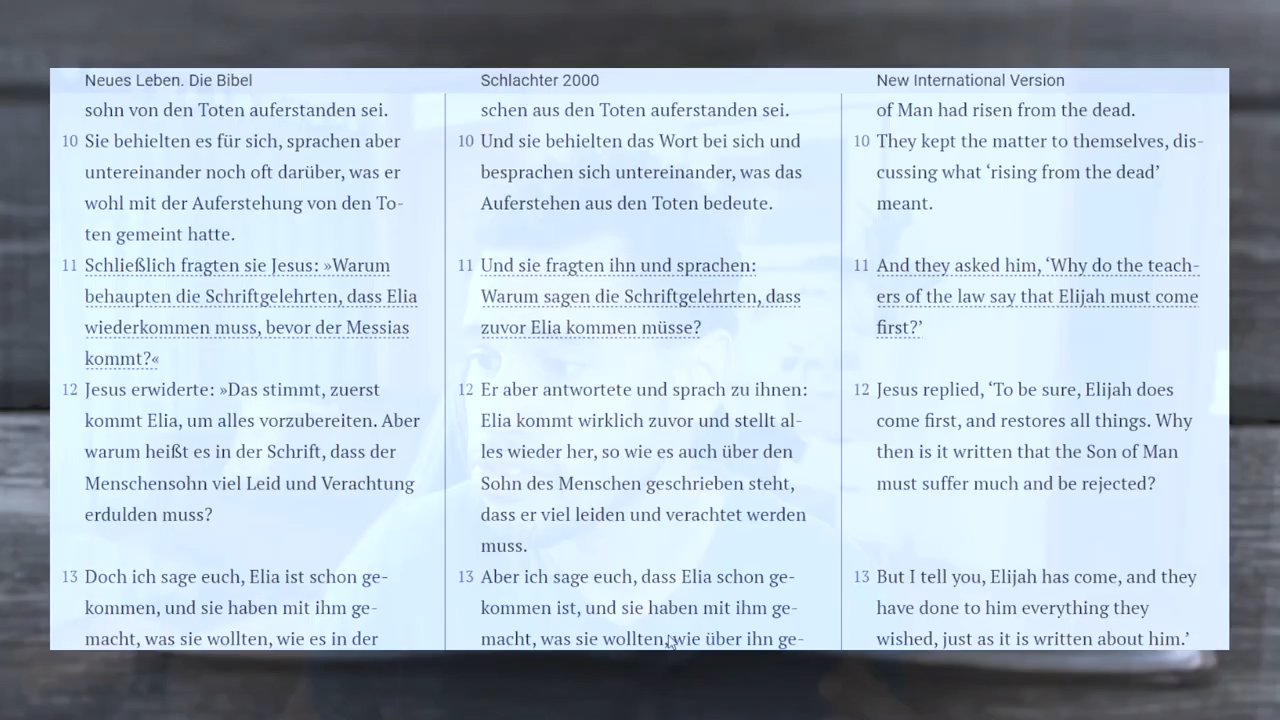 Neues Leben. Die Bibel
sohn von den Toten auferstanden sei.
10 Sie behielten es für sich, sprachen aber
untereinander noch oft darüber, was er
wohl mit der Auferstehung von den To-
ten gemeint hatte.
11 Schließlich fragten sie Jesus: »Warum
behaupten die Schriftgelehrten, dass Elia
wiederkommen muss, bevor der Messias
kommt?«
12 Jesus erwiderte: »Das stimmt, zuerst
kommt Elia, um alles vorzubereiten. Aber
warum heißt es in der Schrift, dass der
Menschensohn viel Leid und Verachtung
erdulden muss?
13 Doch ich sage euch, Elia ist schon ge-
kommen, und sie haben mit ihm ge-
macht, was sie wollten, wie es in der
Schlachter 2000
schen aus den Toten auferstanden sei.
10 Und sie behielten das Wort bei sich und
besprachen sich untereinander, was das
Auferstehen aus den Toten bedeute.
11 Und sie fragten ihn und sprachen:
Warum sagen die Schriftgelehrten, dass
zuvor Elia kommen müsse?
12 Er aber antwortete und sprach zu ihnen:
Elia kommt wirklich zuvor und stellt al-
les wieder her, so wie es auch über den
Sohn des Menschen geschrieben steht,
dass er viel leiden und verachtet werden
muss.
13 Aber ich sage euch, dass Elia schon ge-
kommen ist, und sie haben mit ihm ge-
macht, was sie wollten, wie über ihn ge-
New International Version
of Man had risen from the dead.
10 They kept the matter to themselves, dis-
cussing what ‘rising from the dead’
meant.
11 And they asked him, ‘Why do the teach-
ers of the law say that Elijah must come
first?’
12 Jesus replied, ‘To be sure, Elijah does
come first, and restores all things. Why
then is it written that the Son of Man
must suffer much and be rejected?
13 But I tell you, Elijah has come, and they
have done to him everything they
wished, just as it is written about him.’